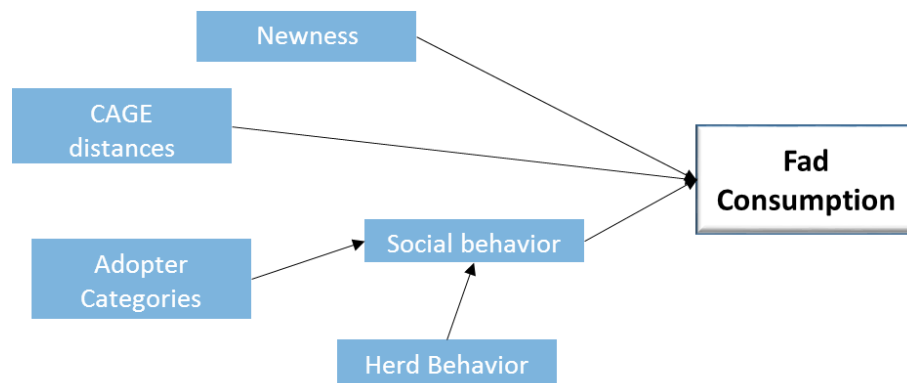 Newness
CAGE
distances
Fad
Consumption
Social behavior
Adopter
Categories
Herd Behavior